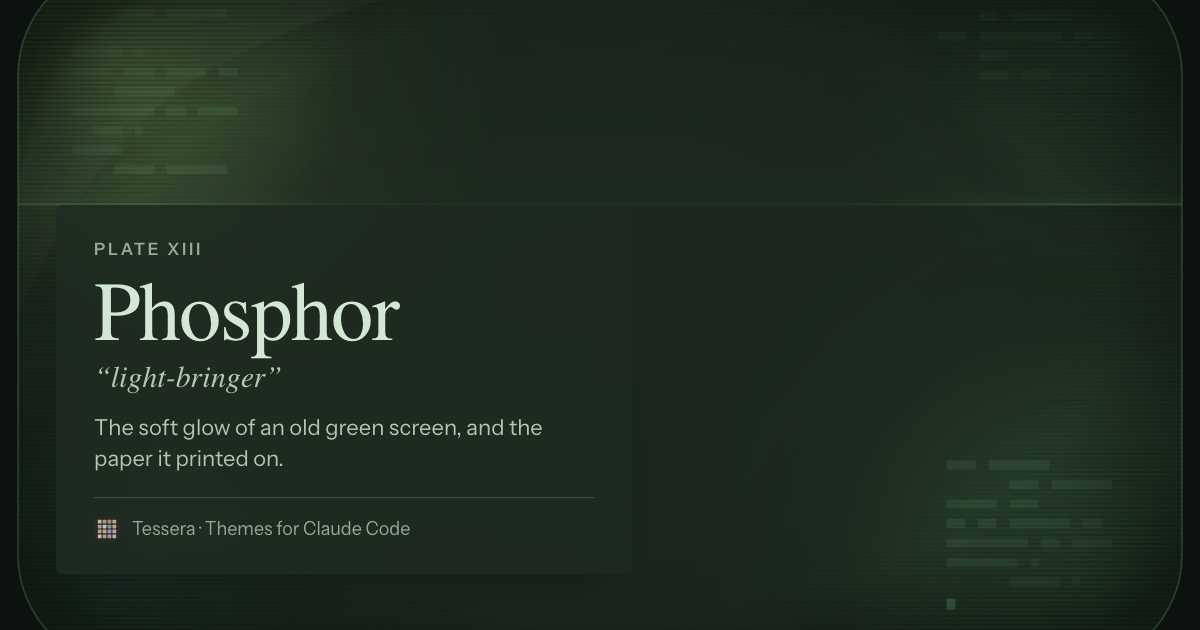 PLATE XIII
Phosphor
“light-bringer”
The soft glow of an old green screen, and the
paper it printed on.
Tessera · Themes for Claude Code